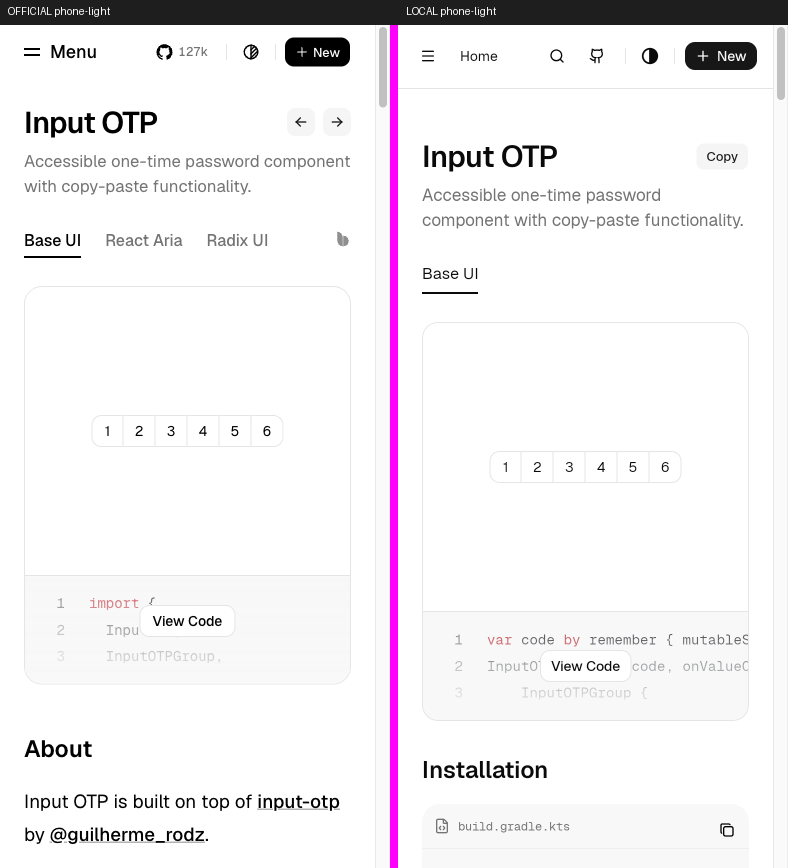 OFFICIAL phone-light
Menu
127k
New
Input OTP
Accessible one-time password component
with copy-paste functionality.
Base UI
React Aria
Radix UI
1 2 3 4 5 6
1 import {
2 Inpu
View Code
3 InputOTPGroup,
About
Input OTP is built on top of input-otp
by @guilherme_rodz.
LOCAL phone-light
Home
New
Input OTP
Copy
Accessible one-time password
component with copy-paste functionality.
Base UI
1 2 3 4 5 6
1 var code by remember { mutableS
2 InputO code, onValueC
View Code
3 InputOTPGroup {
Installation
build.gradle.kts